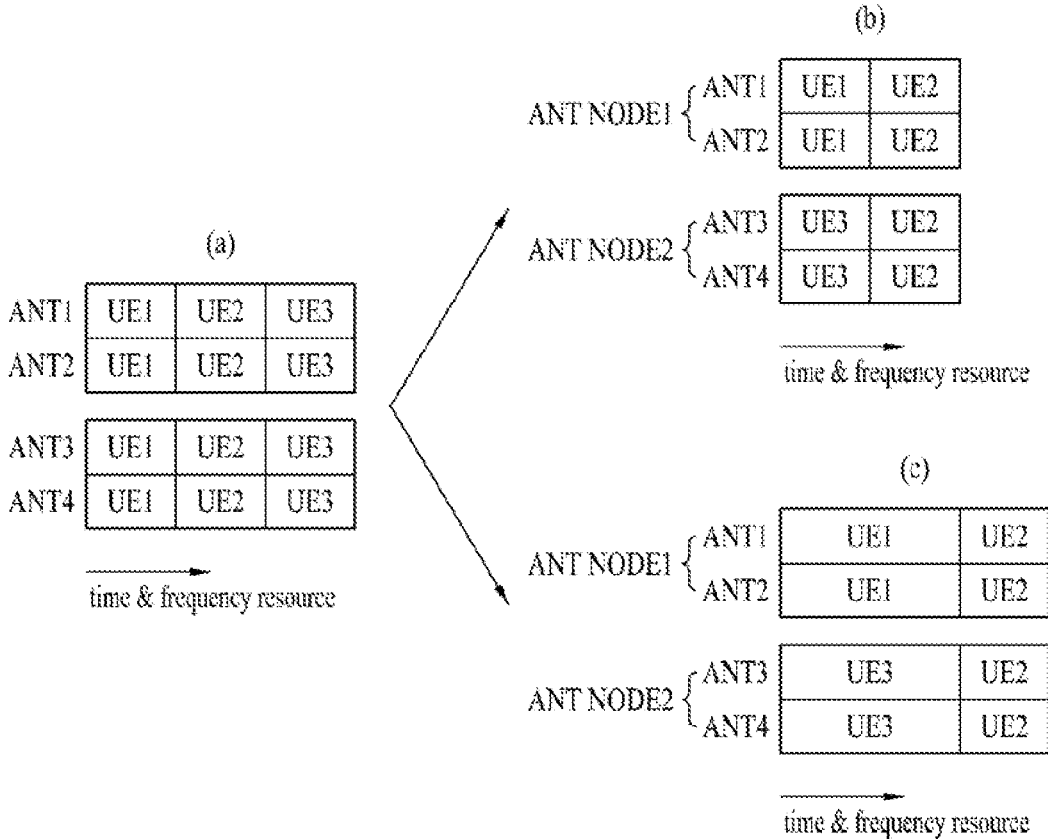 (a)
ANT1 UE1 UE2 UE3
ANT2 UE1 UE2 UE3
ANT3 UE1 UE2 UE3
ANT4 UE1 UE2 UE3
time & frequency resource
(b)
ANT NODE1
ANT1 UE1 UE2
ANT2 UE1 UE2
ANT NODE2
ANT3 UE3 UE2
ANT4 UE3 UE2
time & frequency resource
(c)
ANT NODE1
ANT1 UE1 UE2
ANT2 UE1 UE2
ANT NODE2
ANT3 UE3 UE2
ANT4 UE3 UE2
time & frequency resource